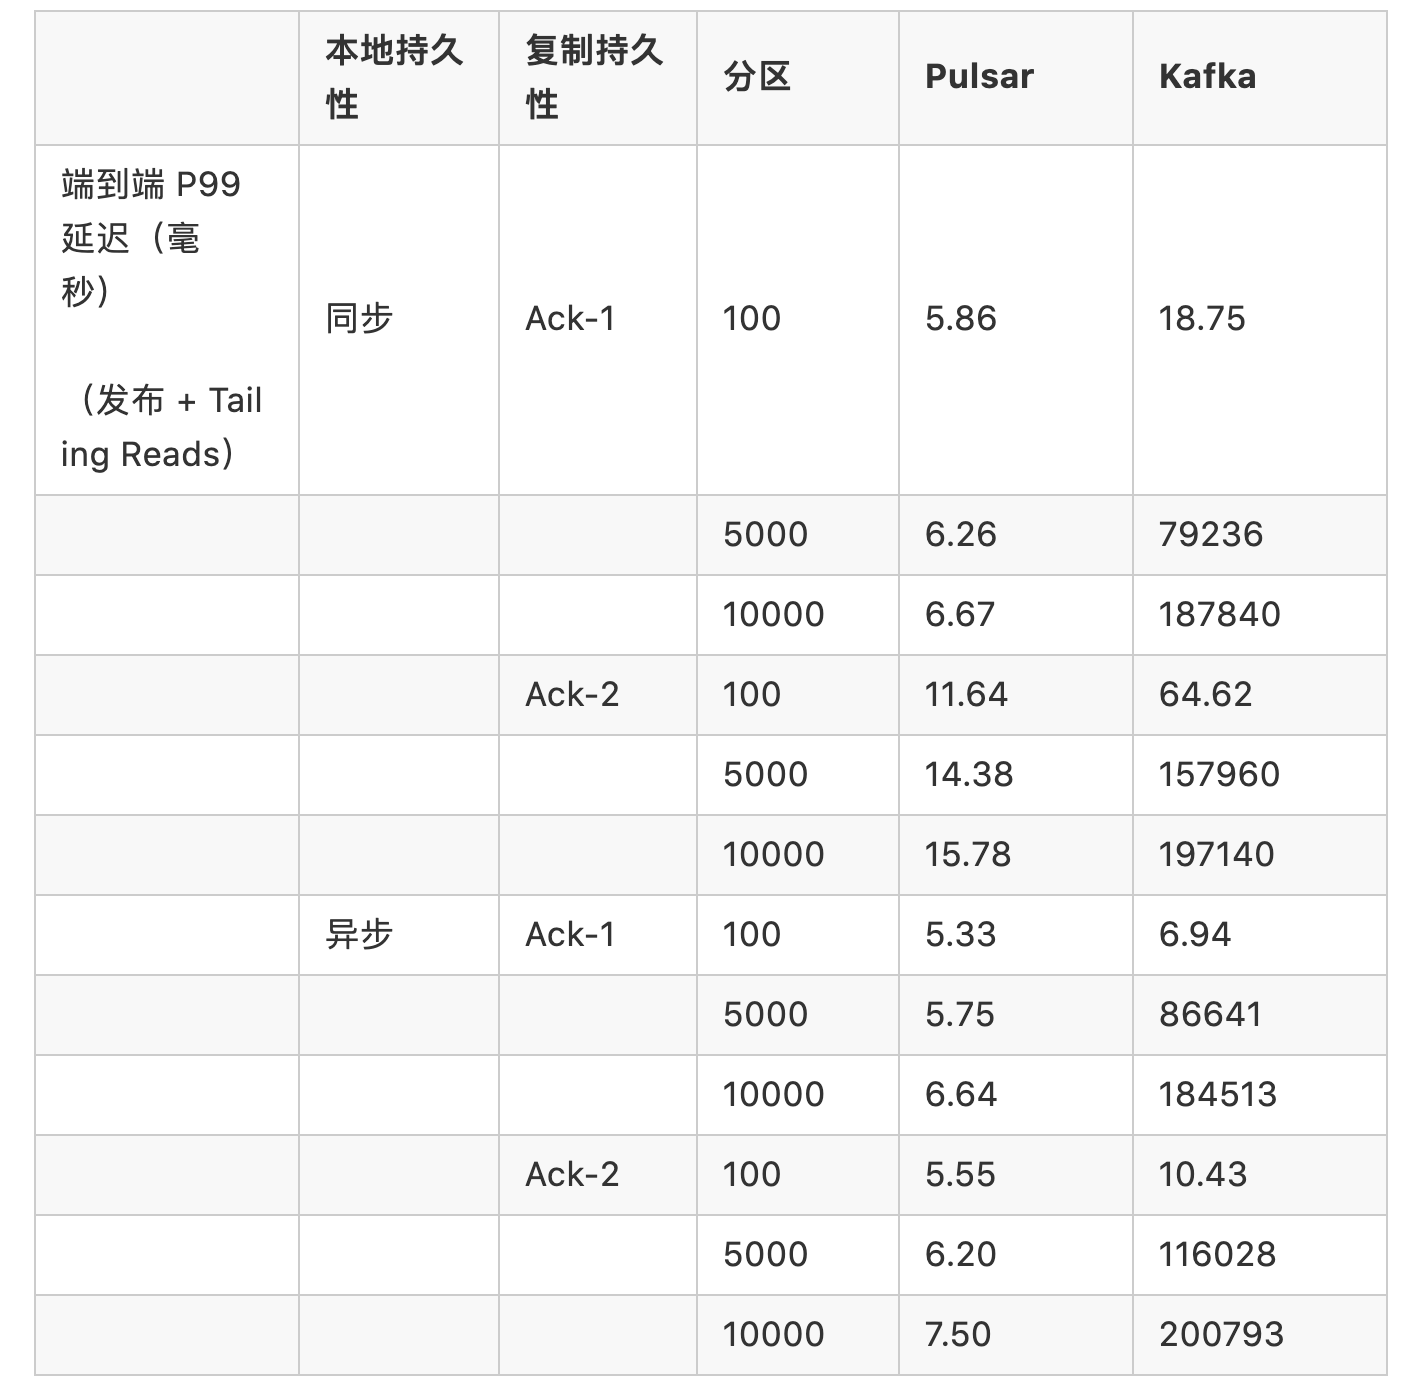 本地持久性 复制持久性 分区 Pulsar Kafka
端到端 P99
延迟（毫
秒）
（发布 + Tail
ing Reads）
同步 Ack-1 100 5.86 18.75
5000 6.26 79236
10000 6.67 187840
Ack-2 100 11.64 64.62
5000 14.38 157960
10000 15.78 197140
异步 Ack-1 100 5.33 6.94
5000 5.75 86641
10000 6.64 184513
Ack-2 100 5.55 10.43
5000 6.20 116028
10000 7.50 200793